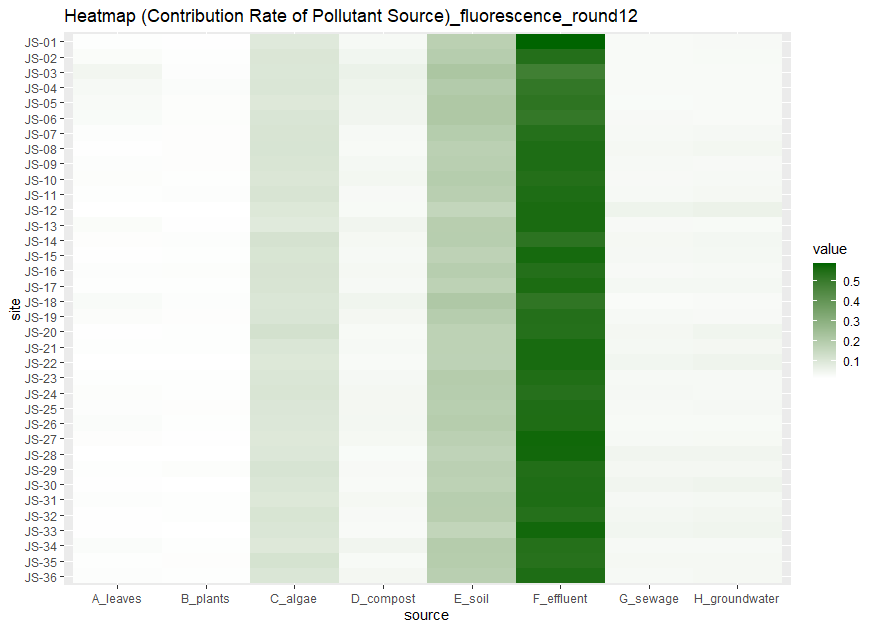 Heatmap (Contribution Rate of Pollutant Source)_fluorescence_round12
JS-01
JS-02
JS-03
JS-04
JS-05
JS-06
JS-07
JS-08
JS-09
JS-10
JS-11
JS-12
JS-13
JS-14
JS-15
JS-16
JS-17
JS-18
JS-19
JS-20
JS-21
JS-22
JS-23
JS-24
JS-25
JS-26
JS-27
JS-28
JS-29
JS-30
JS-31
JS-32
JS-33
JS-34
JS-35
JS-36
site
A_leaves B_plants C_algae D_compost E_soil F_effluent G_sewage H_groundwater
source
value
0.5
0.4
0.3
0.2
0.1